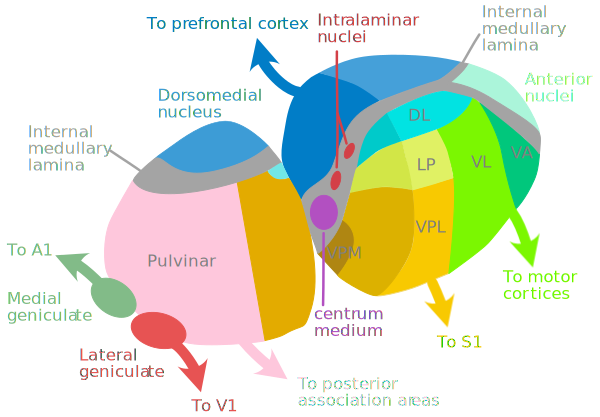 To prefrontal cortex
Intralaminar
nuclei
Internal
medullary
lamina
Anterior
nuclei
Dorsomedial
nucleus
DL
Internal
medullary
lamina
LP
VL
VA
VPL
VPM
Pulvinar
To A1
Medial
geniculate
To motor
cortices
centrum
medium
To S1
Lateral
geniculate
To posterior
association areas
To V1